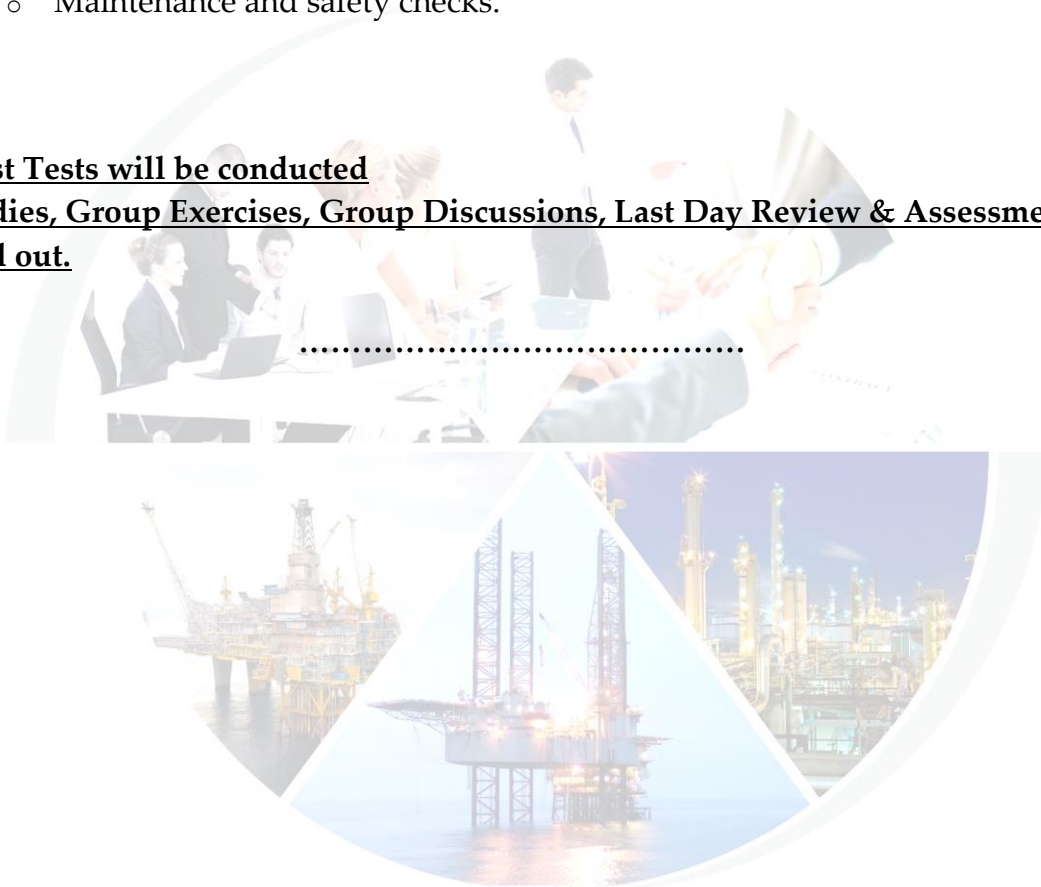 o Maintenance and safety checks.
st Tests will be conducted
dies, Group Exercises, Group Discussions, Last Day Review & Assessme
l out.
……………………………………
CONTRACT